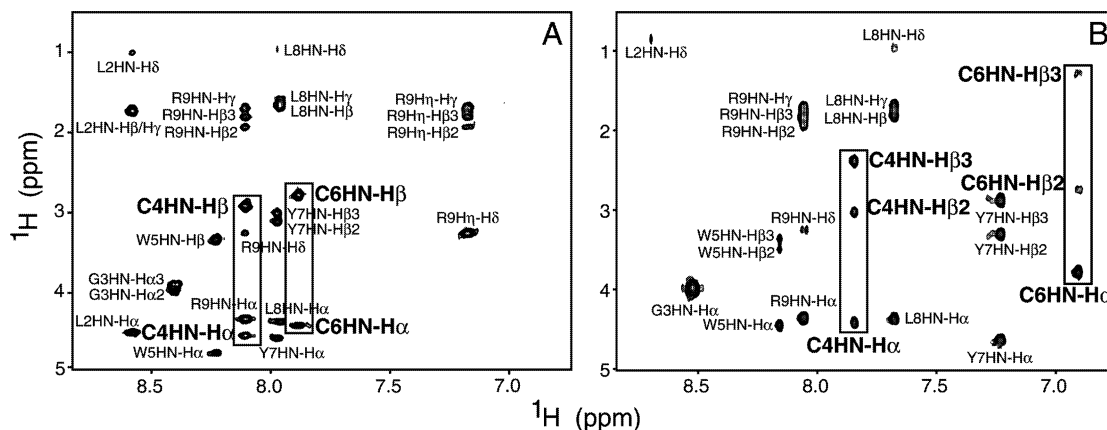 A
1
2
3
4
5
L2HN-Hδ
L8HN-Hδ
R9HN-Hγ
R9HN-Hβ3
R9HN-Hβ2
L8HN-Hγ
L8HN-Hβ
R9Hη-Hγ
R9Hη-Hβ3
R9Hη-Hβ2
L2HN-Hβ/Hγ
C4HN-Hβ
C6HN-Hβ
Y7HN-Hβ3
Y7HN-Hβ2
W5HN-Hβ
R9HN-Hδ
R9Hη-Hδ
G3HN-Hα3
G3HN-Hα2
R9HN-Hα
L8HN-Hα
L2HN-Hα
C4HN-Hα
C6HN-Hα
W5HN-Hα
Y7HN-Hα
8.5
8.0
7.5
7.0
1H (ppm)
B
1
2
3
4
5
L2HN-Hδ
L8HN-Hδ
C6HN-Hβ3
R9HN-Hγ
R9HN-Hβ3
R9HN-Hβ2
L8HN-Hγ
L8HN-Hβ
C4HN-Hβ3
C6HN-Hβ2
C4HN-Hβ2
Y7HN-Hβ3
R9HN-Hδ
W5HN-Hβ3
W5HN-Hβ2
Y7HN-Hβ2
R9HN-Hα
C6HN-Hα
G3HN-Hα
W5HN-Hα
L8HN-Hα
C4HN-Hα
Y7HN-Hα
8.5
8.0
7.5
7.0
1H (ppm)